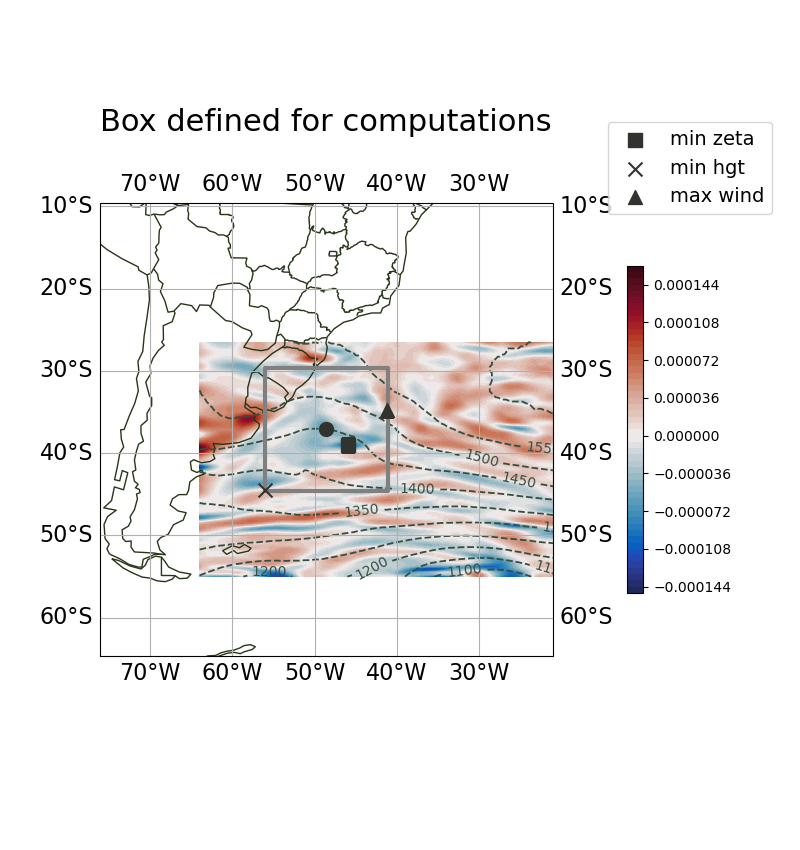 Box defined for computations
min zeta
min hgt
max wind
70°W 60°W 50°W 40°W 30°W
10°S 10°S
20°S 20°S
30°S 30°S
40°S 40°S
50°S 50°S
60°S 60°S
70°W 60°W 50°W 40°W 30°W
155
1500
1450
1400
1350
1
1200
1200
1100
11
0.000144
0.000108
0.000072
0.000036
0.000000
−0.000036
−0.000072
−0.000108
−0.000144